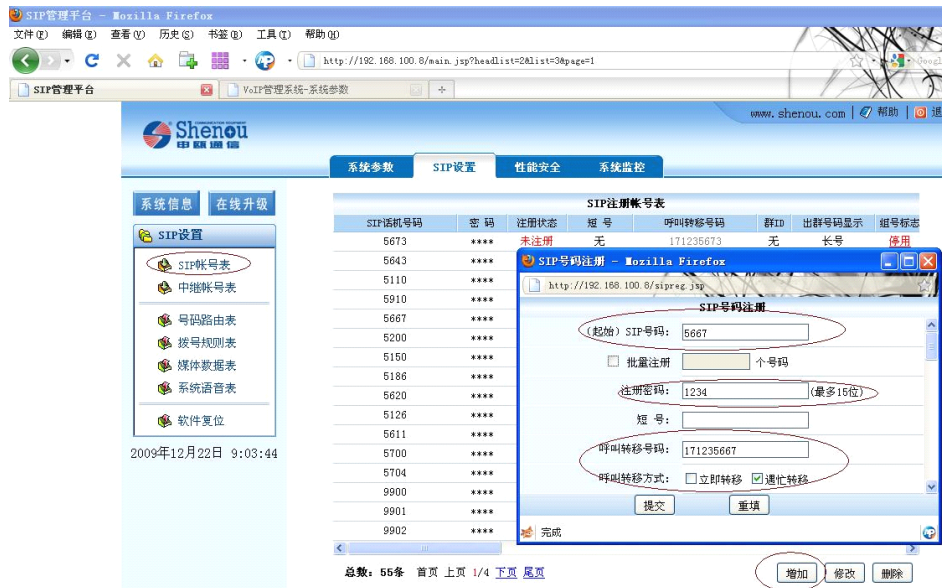 SIP管理平台 - Mozilla Firefox
文件(F) 编辑(E) 查看(V) 历史(S) 书签(B) 工具(T) 帮助(H)
http://192.168.100.8/main.jsp?headlist=2&list=3&page=1
SIP管理平台 VoIP管理系统-系统参数
www.shenou.com | 帮助 |
Shenou
申瓯通信
系统参数 SIP设置 性能安全 系统监控
系统信息 在线升级
SIP设置
SIP帐号表
中继帐号表
号码路由表
拨号规则表
媒体数据表
系统语音表
软件复位
2009年12月22日 9:03:44
SIP注册帐号表
SIP话机号码 密 码 注册状态 短 号 呼叫转移号码 群ID 出群号码显示 组号标志
5673 **** 未注册 无 171235673 无 长号 停用
5643 ****
5110 ****
5910 ****
5667 ****
5200 ****
5150 ****
5186 ****
5620 ****
5126 ****
5611 ****
5700 ****
5704 ****
9900 ****
9901 ****
9902 ****
SIP号码注册 - Mozilla Firefox
http://192.168.100.8/sipreg.jsp
SIP号码注册
(起始) SIP号码: 5667
批量注册 个号码
注册密码: 1234 (最多15位)
短 号:
呼叫转移号码: 171235667
呼叫转移方式: 立即转移 遇忙转移
提交 重填
完成
总数: 55条 首页 上页 1/4 下页 尾页
增加 修改 删除